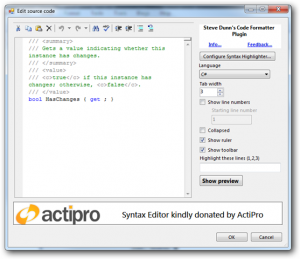 Edit source code
/// <summary>
/// Gets a value indicating whether this
instance has changes.
/// </summary>
/// <value>
/// <c>true</c> if this instance has
changes; otherwise, <c>false</c>.
/// </value>
bool HasChanges { get ; }
Steve Dunn's Code Formatter
Plugin
Info...
Feedback...
Configure Syntax Highlighter...
Language
C#
Tab width
3
Show line numbers
Starting line number
1
Collapsed
Show ruler
Show toolbar
Highlight these lines (1,2,3)
Show preview
actipro
Syntax Editor kindly donated by ActiPro
OK
Cancel